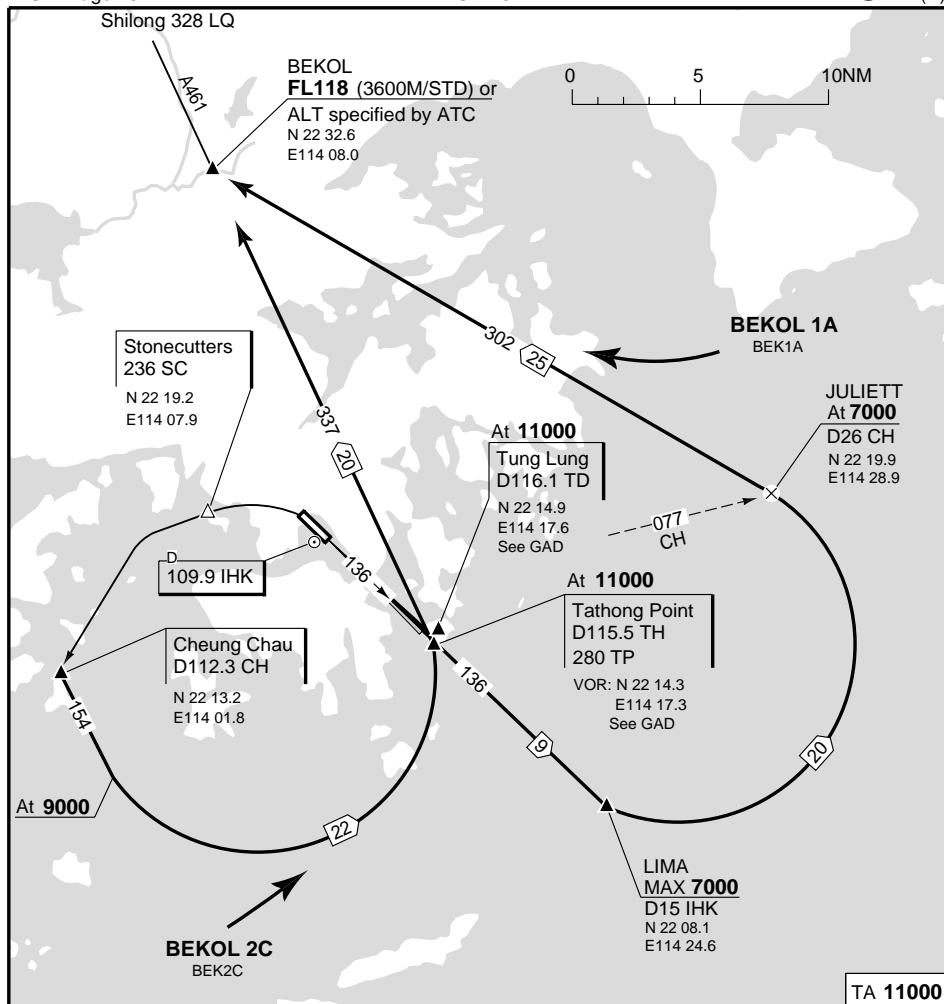 Shilong 328 LQ
A461
BEKOL
FL118 (3600M/STD) or
ALT specified by ATC
N 22 32.6
E114 08.0
0 5 10NM
BEKOL 1A
BEK1A
302
25
Stonecutters
236 SC
N 22 19.2
E114 07.9
337
20
JULIETT
At 7000
D26 CH
N 22 19.9
E114 28.9
At 11000
Tung Lung
D116.1 TD
N 22 14.9
E114 17.6
See GAD
077
CH
D
109.9 IHK
136
At 11000
Tathong Point
D115.5 TH
280 TP
VOR: N 22 14.3
E114 17.3
See GAD
Cheung Chau
D112.3 CH
N 22 13.2
E114 01.8
154
136
9
20
At 9000
22
LIMA
MAX 7000
D15 IHK
N 22 08.1
E114 24.6
BEKOL 2C
BEK2C
TA 11000